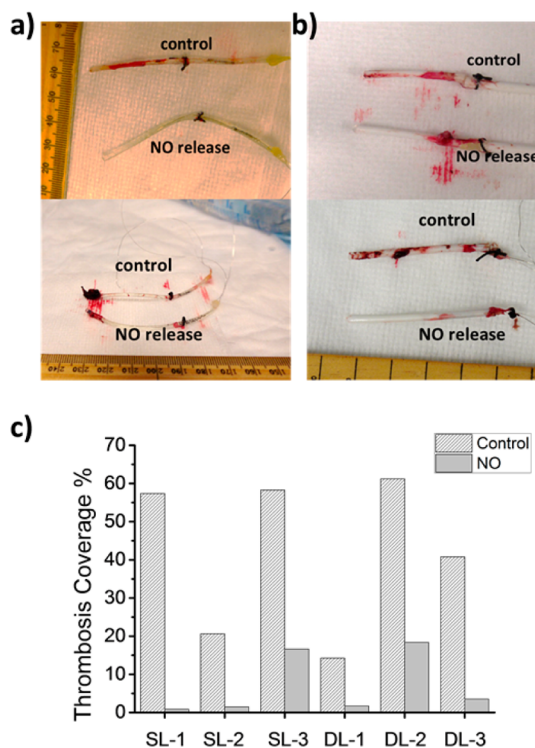 a)
control
NO release
control
NO release
b)
control
NO release
control
NO release
c)
70
60
50
40
30
20
10
0
Thrombosis Coverage %
Control
NO
SL-1 SL-2 SL-3 DL-1 DL-2 DL-3